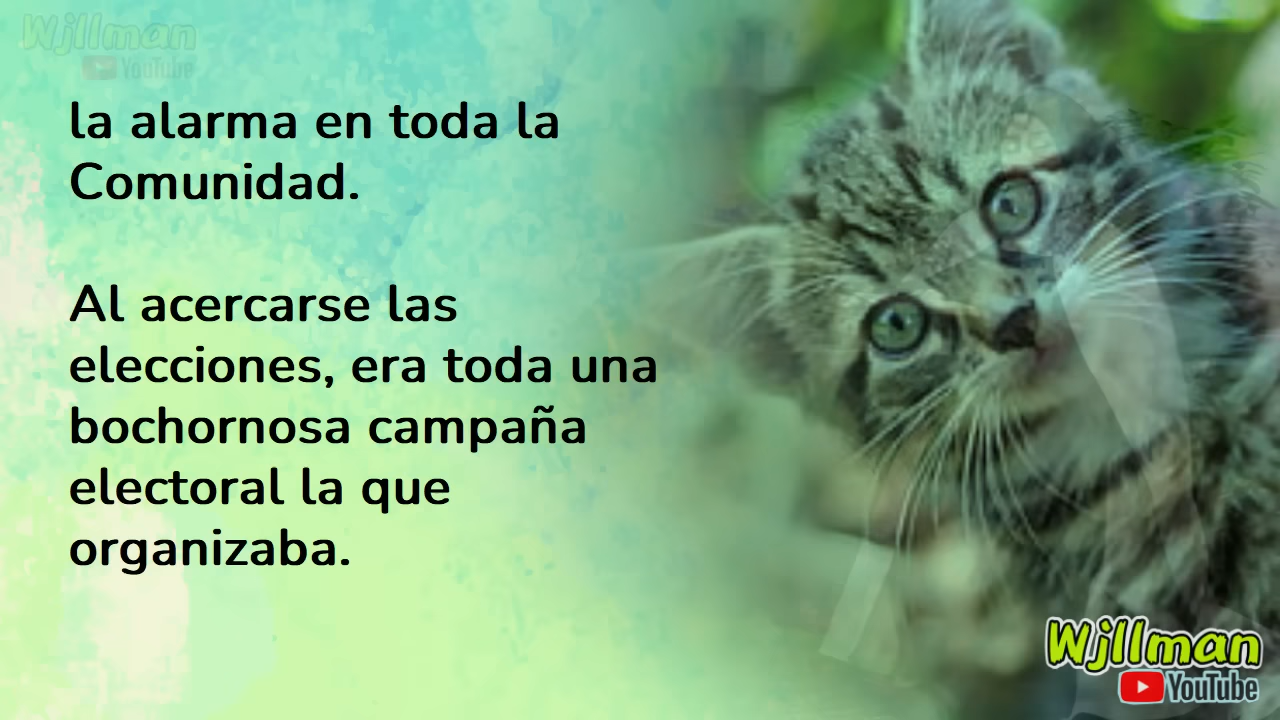 Wjllman
YouTube
la alarma en toda la
Comunidad.
Al acercarse las
elecciones, era toda una
bochornosa campaña
electoral la que
organizaba.
Wjllman
YouTube